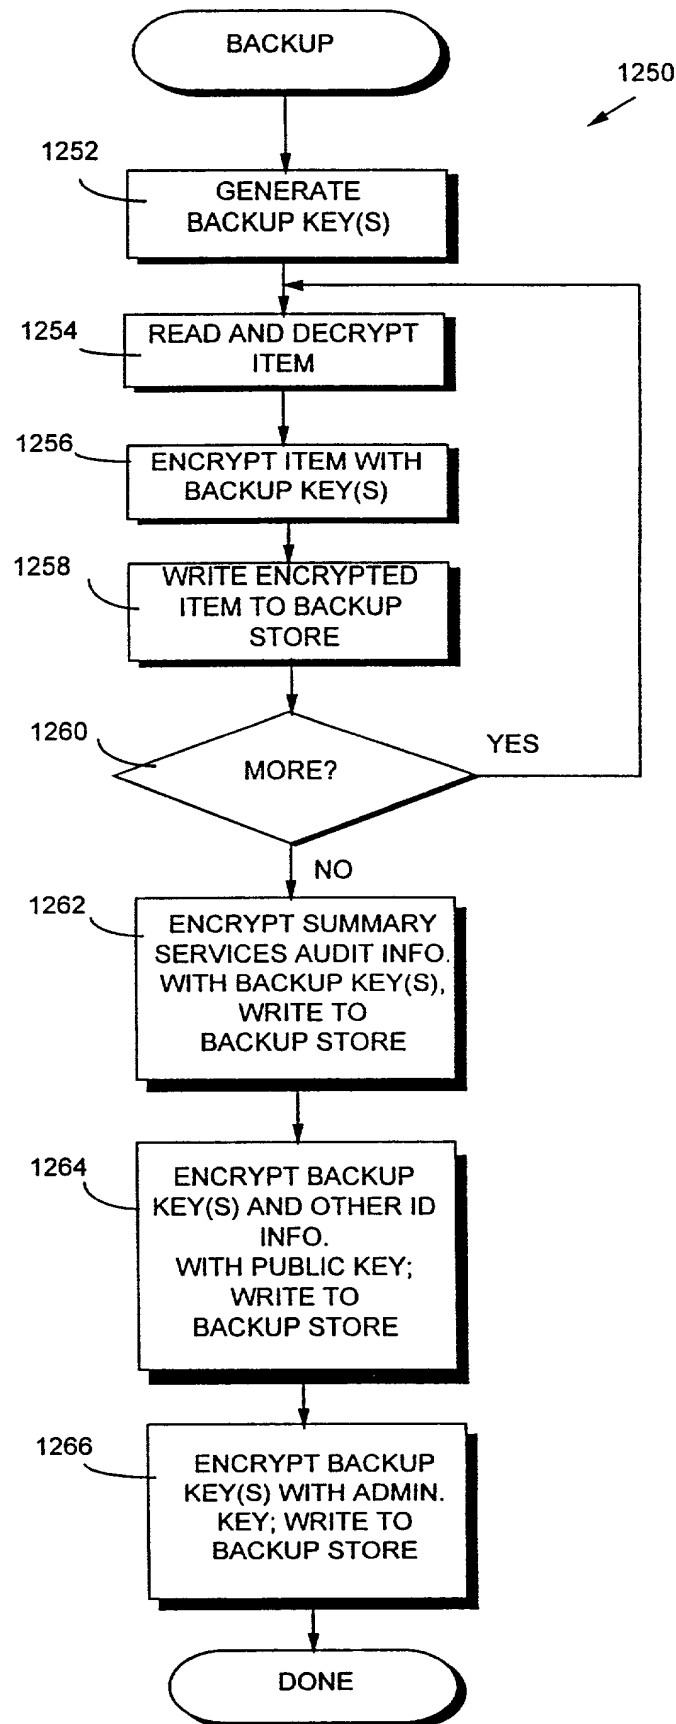 BACKUP
1250
1252
GENERATE
BACKUP KEY(S)
1254
READ AND DECRYPT
ITEM
1256
ENCRYPT ITEM WITH
BACKUP KEY(S)
1258
WRITE ENCRYPTED
ITEM TO BACKUP
STORE
1260
MORE?
YES
NO
1262
ENCRYPT SUMMARY
SERVICES AUDIT INFO.
WITH BACKUP KEY(S),
WRITE TO
BACKUP STORE
1264
ENCRYPT BACKUP
KEY(S) AND OTHER ID
INFO.
WITH PUBLIC KEY;
WRITE TO
BACKUP STORE
1266
ENCRYPT BACKUP
KEY(S) WITH ADMIN.
KEY; WRITE TO
BACKUP STORE
DONE